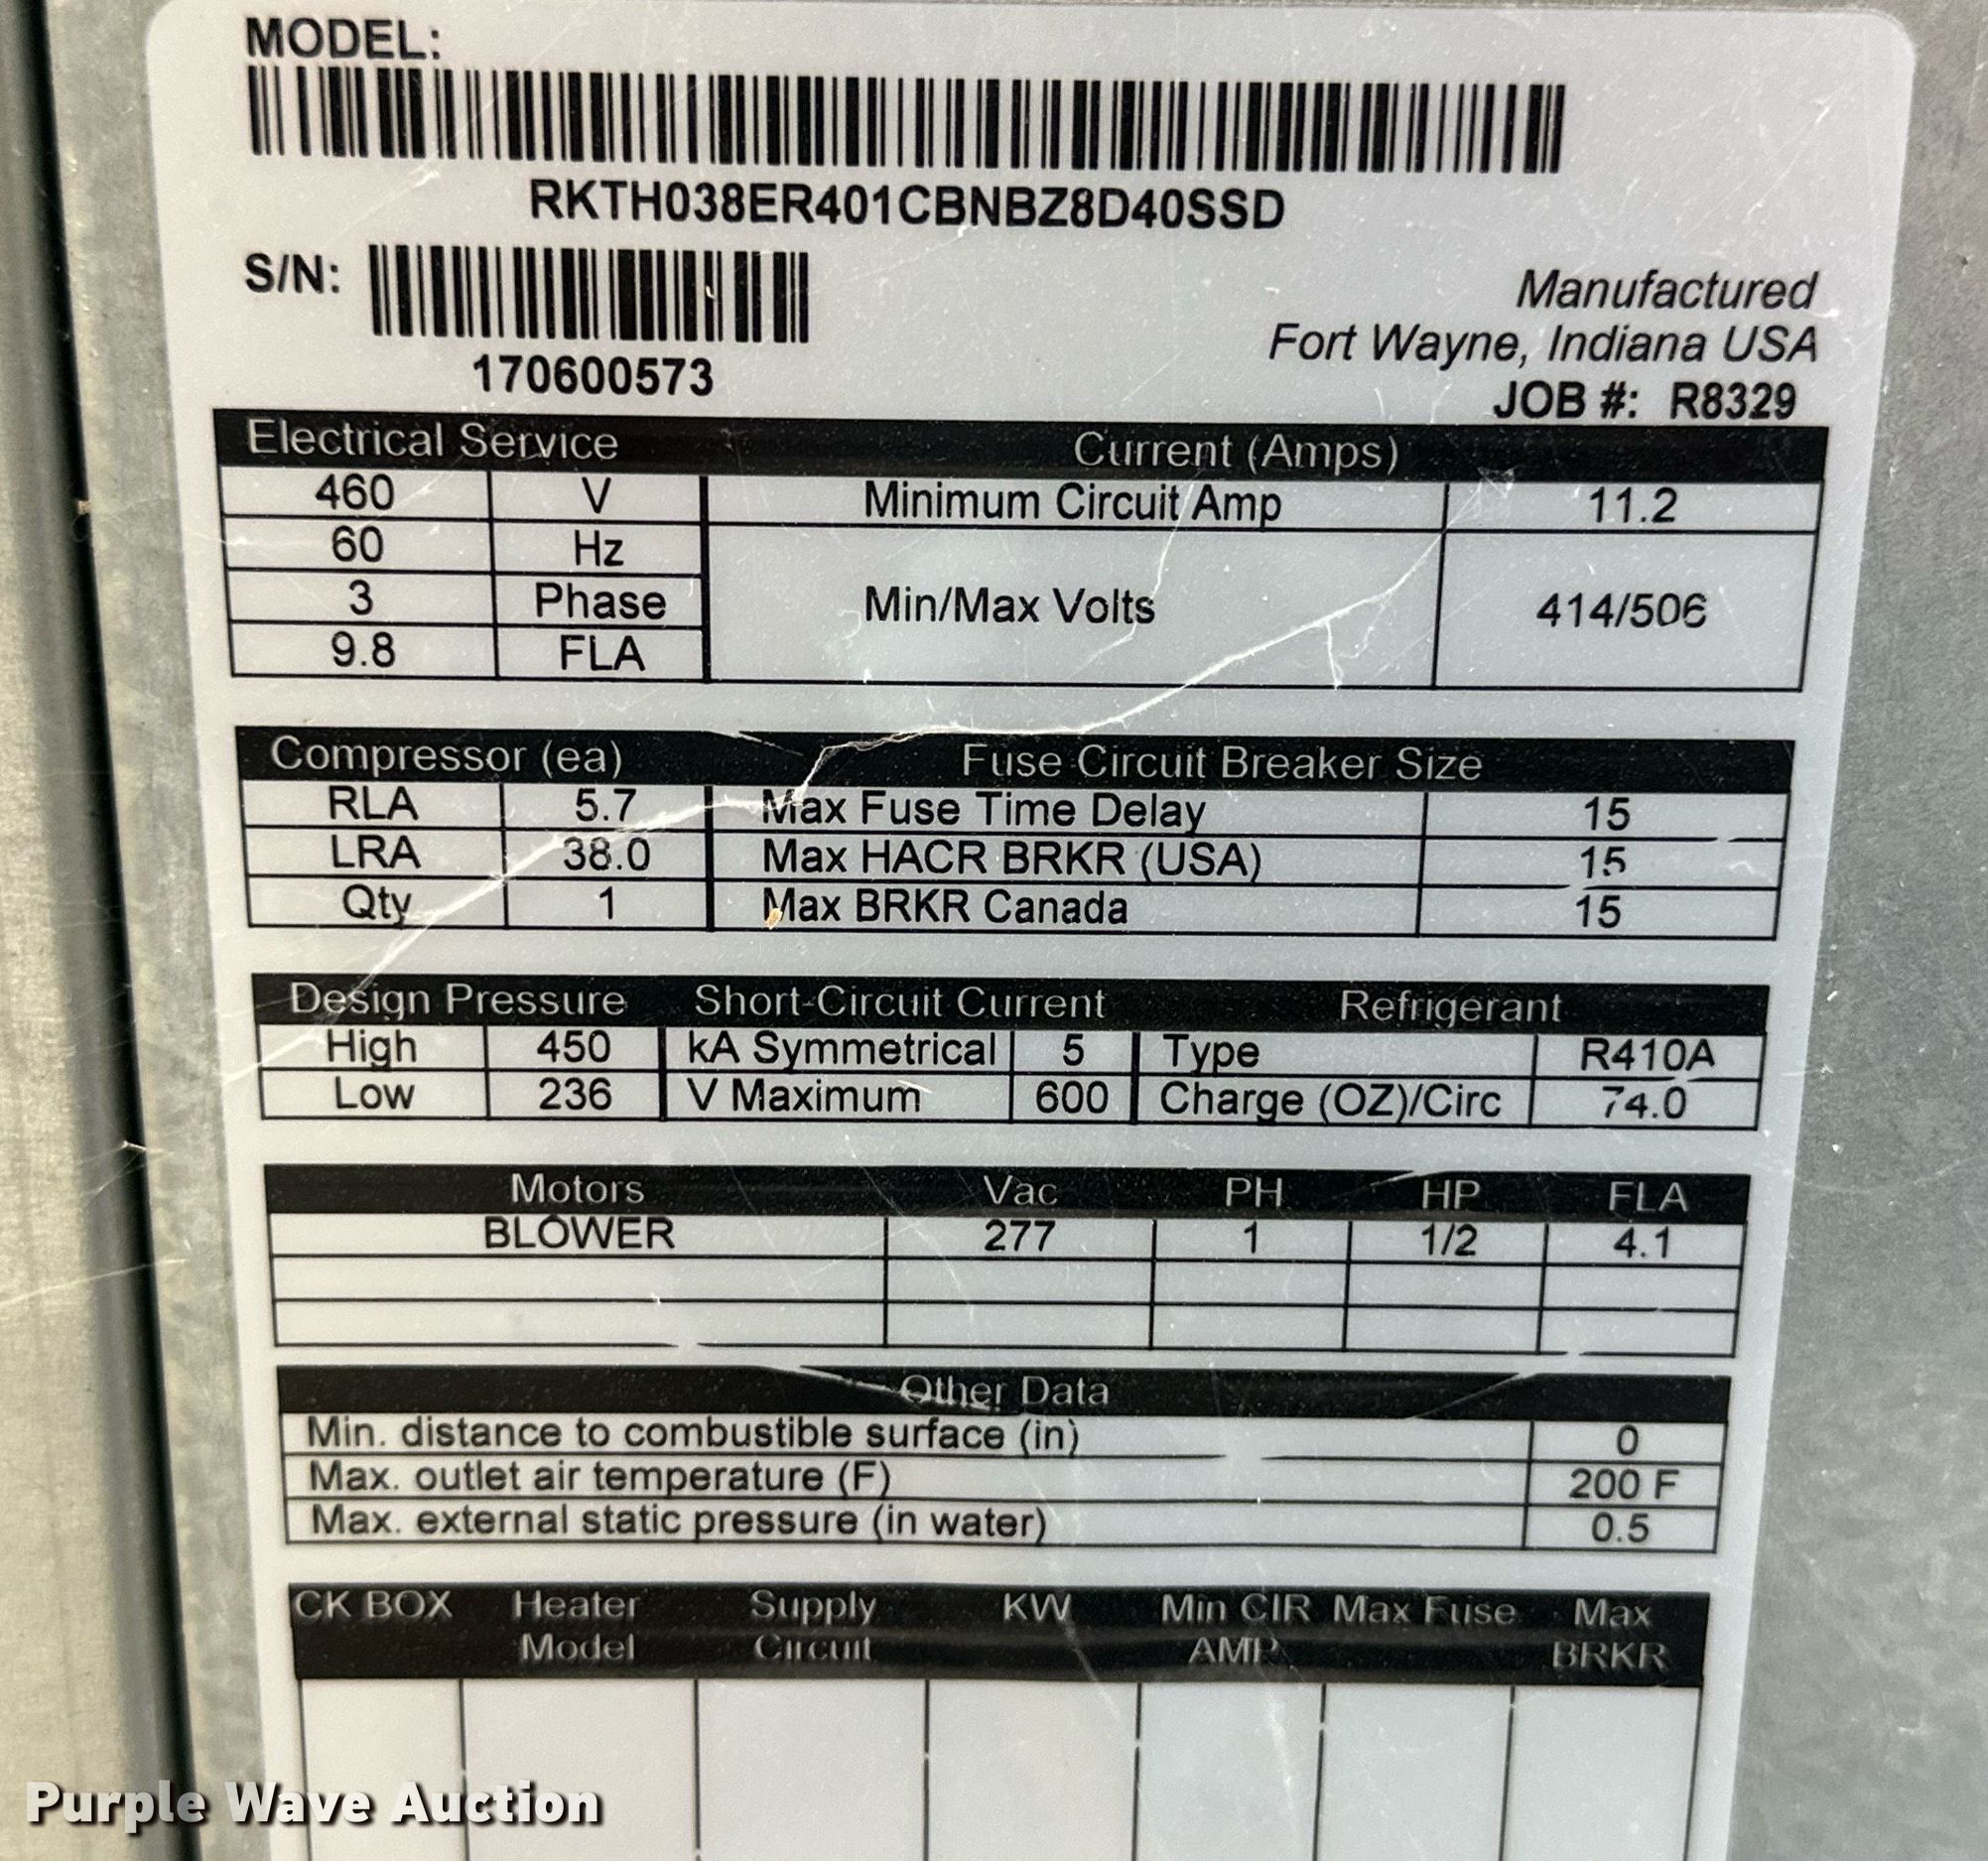 MODEL:
RKTH038ER401CBNBZ8D40SSD
S/N:
170600573
Manufactured
Fort Wayne, Indiana USA
JOB #: R8329
Electrical Service Current (Amps)
460 V Minimum Circuit Amp 11.2
60 Hz
3 Phase Min/Max Volts 414/506
9.8 FLA
Compressor (ea) Fuse Circuit Breaker Size
RLA 5.7 Max Fuse Time Delay 15
LRA 38.0 Max HACR BRKR (USA) 15
Qty 1 Max BRKR Canada 15
Design Pressure Short-Circuit Current Refrigerant
High 450 kA Symmetrical 5 Type R410A
Low 236 V Maximum 600 Charge (OZ)/Circ 74.0
Motors Vac PH HP FLA
BLOWER 277 1 1/2 4.1
Other Data
Min. distance to combustible surface (in) 0
Max. outlet air temperature (F) 200 F
Max. external static pressure (in water) 0.5
CK BOX Heater Supply KW Min CIR Max Fuse Max
Model Circuit AMP BRKR
Purple Wave Auction